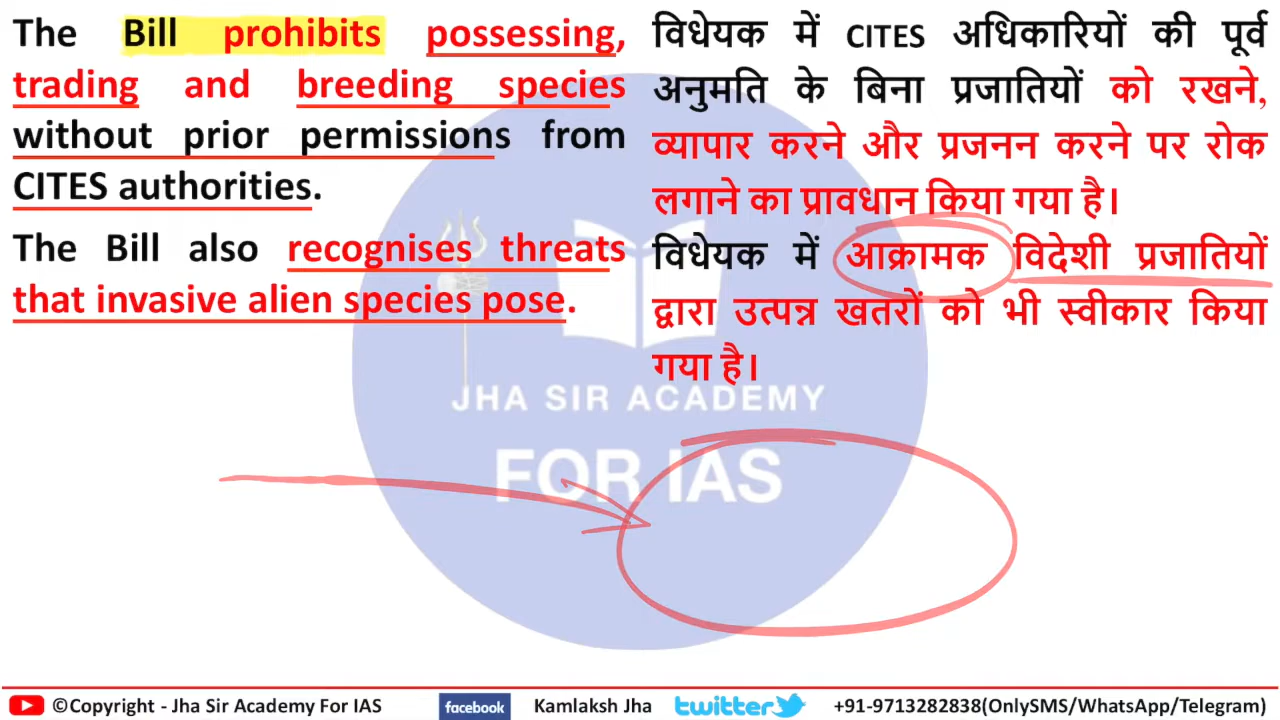 The Bill prohibits possessing,
trading and breeding species
without prior permissions from
CITES authorities.
The Bill also recognises threats
that invasive alien species pose.
विधेयक में CITES अधिकारियों की पूर्व
अनुमति के बिना प्रजातियों को रखने,
व्यापार करने और प्रजनन करने पर रोक
लगाने का प्रावधान किया गया है।
विधेयक में आक्रामक विदेशी प्रजातियों
द्वारा उत्पन्न खतरों को भी स्वीकार किया
गया है।
JHA SIR ACADEMY
FOR IAS
©Copyright - Jha Sir Academy For IAS facebook Kamlaksh Jha twitter +91-9713282838(OnlySMS/WhatsApp/Telegram)